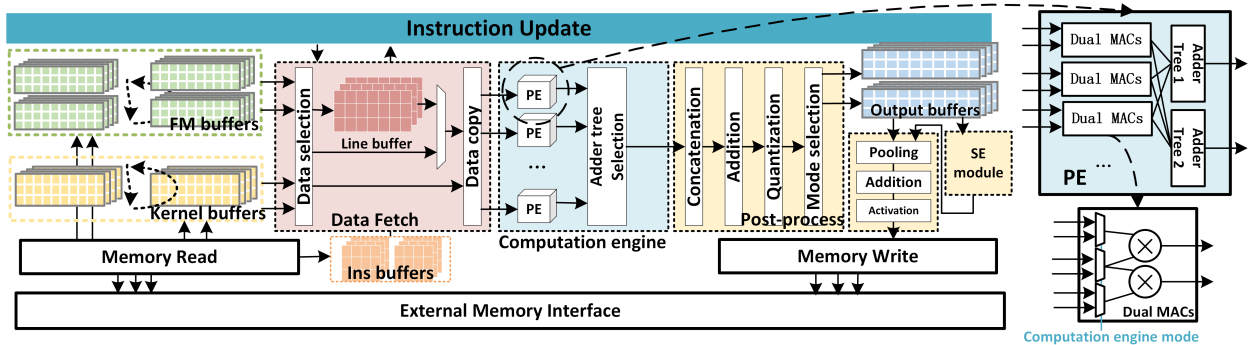 Instruction Update
FM buffers
Kernel buffers
Data selection
Line buffer
Data copy
Data Fetch
PE
PE
...
PE
Adder tree
Selection
Computation engine
Concatenation
Addition
Quantization
Mode selection
Post-process
Output buffers
Pooling
Addition
Activation
SE
module
Memory Read
Ins buffers
Memory Write
External Memory Interface
Dual MACs
Dual MACs
Dual MACs
...
Adder
Tree 1
Adder
Tree 2
PE
Dual MACs
Computation engine mode